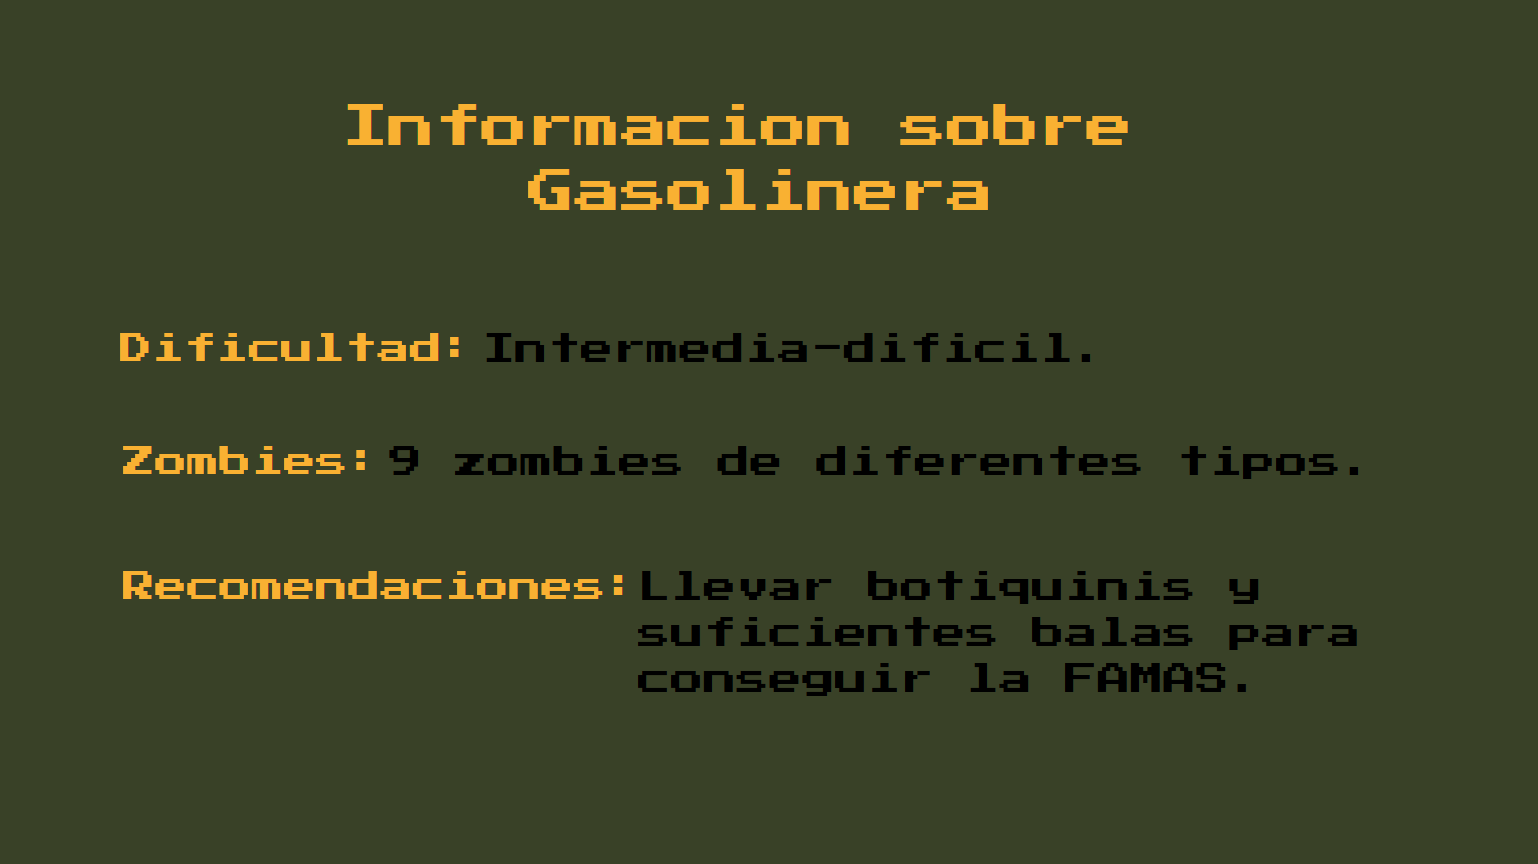 Informacion sobre
Gasolinera
Dificultad: Intermedia-dificil.
Zombies: 9 zombies de diferentes tipos.
Recomendaciones: Llevar botiquinis y
suficientes balas para
conseguir la FAMAS.